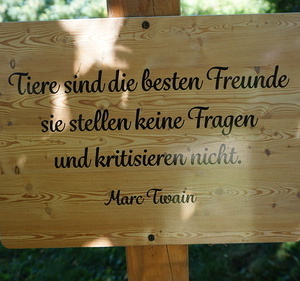 Tiere sind die besten Freunde
sie stellen keine Fragen
und kritisieren nicht.
Marc Twain